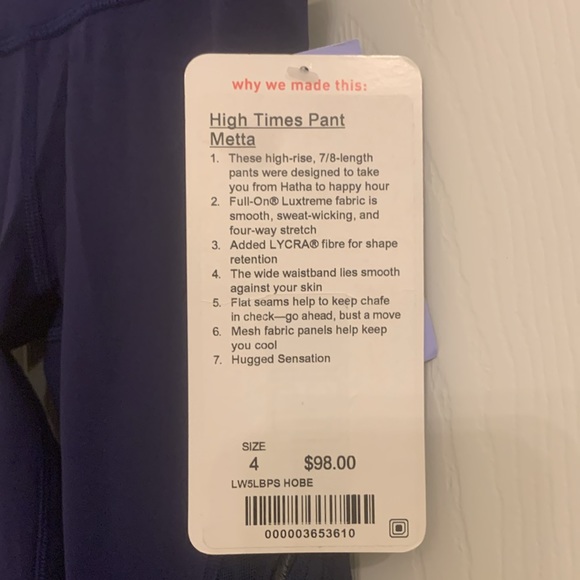 why we made this:
High Times Pant
Metta
1. These high-rise, 7/8-length
pants were designed to take
you from Hatha to happy hour
2. Full-On® Luxtreme fabric is
smooth, sweat-wicking, and
four-way stretch
3. Added LYCRA® fibre for shape
retention
4. The wide waistband lies smooth
against your skin
5. Flat seams help to keep chafe
in check—go ahead, bust a move
6. Mesh fabric panels help keep
you cool
7. Hugged Sensation
SIZE
4 $98.00
LW5LBPS HOBE
000003653610